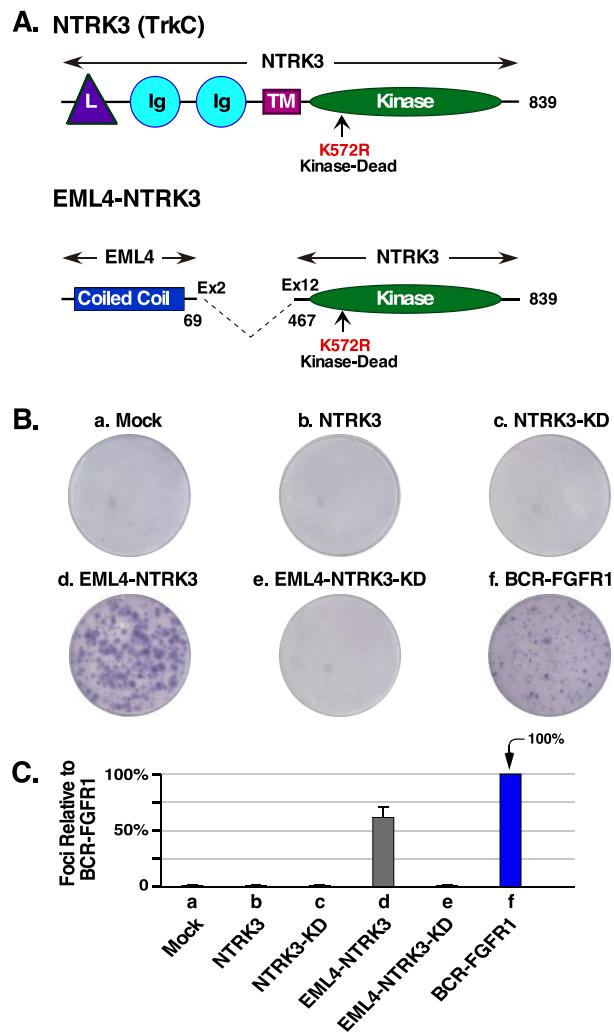 A. NTRK3 (TrkC)
NTRK3
L Ig Ig TM Kinase 839
K572R
Kinase-Dead
EML4-NTRK3
EML4 NTRK3
Coiled Coil Ex2 Ex12 Kinase 839
69 467
K572R
Kinase-Dead
B.
a. Mock b. NTRK3 c. NTRK3-KD
d. EML4-NTRK3 e. EML4-NTRK3-KD f. BCR-FGFR1
C.
100%
Foci Relative to
BCR-FGFR1
100%
50%
0
a b c d e f
Mock NTRK3 NTRK3-KD EML4-NTRK3 EML4-NTRK3-KD BCR-FGFR1